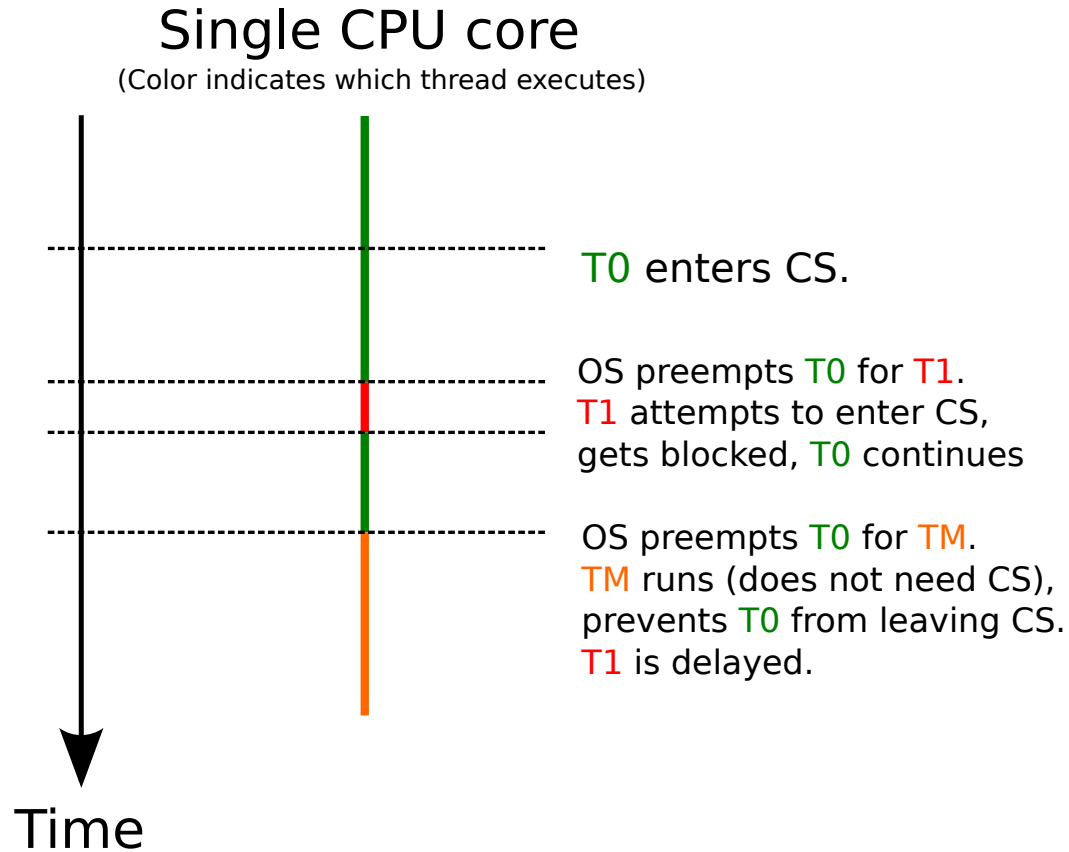 Single CPU core
(Color indicates which thread executes)
T0 enters CS.
OS preempts T0 for T1.
T1 attempts to enter CS,
gets blocked, T0 continues
OS preempts T0 for TM.
TM runs (does not need CS),
prevents T0 from leaving CS.
T1 is delayed.
Time